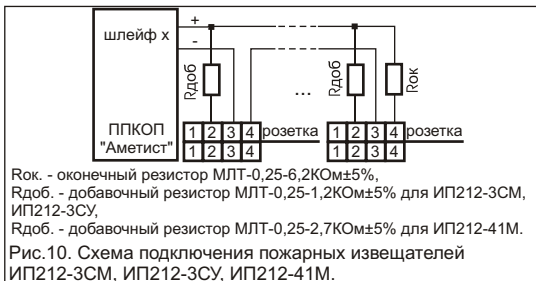 +
шлейф х
-
Rдоб
...
Rдоб
Rок
ППКОП
"Аметист"
1 2 3 4 розетка 1 2 3 4 розетка
1 2 3 4 1 2 3 4
Rок. - оконечный резистор МЛТ-0,25-6,2КОм±5%,
Rдоб. - добавочный резистор МЛТ-0,25-1,2КОм±5% для ИП212-3СМ,
ИП212-3СУ,
Rдоб. - добавочный резистор МЛТ-0,25-2,7КОм±5% для ИП212-41М.
Рис.10. Схема подключения пожарных извещателей
ИП212-3СМ, ИП212-3СУ, ИП212-41М.